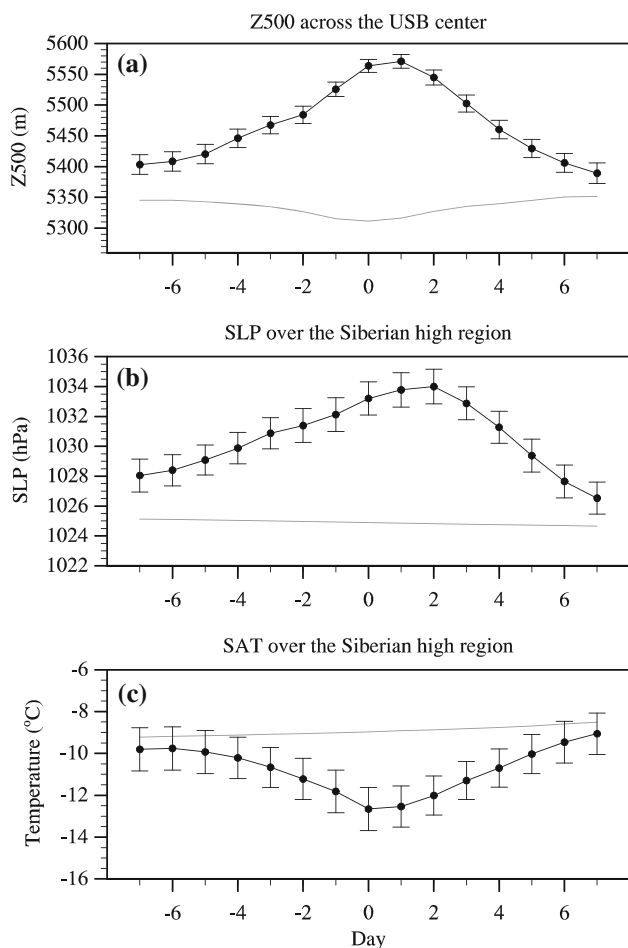 Z500 across the USB center
(a)
Z500 (m)
5600
5500
5450
5400
5350
5300
-6 -4 -2 0 2 4 6
SLP over the Siberian high region
(b)
SLP (hPa)
1036
1034
1032
1030
1028
1026
1024
1022
-6 -4 -2 0 2 4 6
SAT over the Siberian high region
(c)
Temperature (°C)
-6
-8
-10
-12
-14
-16
-6 -4 -2 0 2 4 6
Day